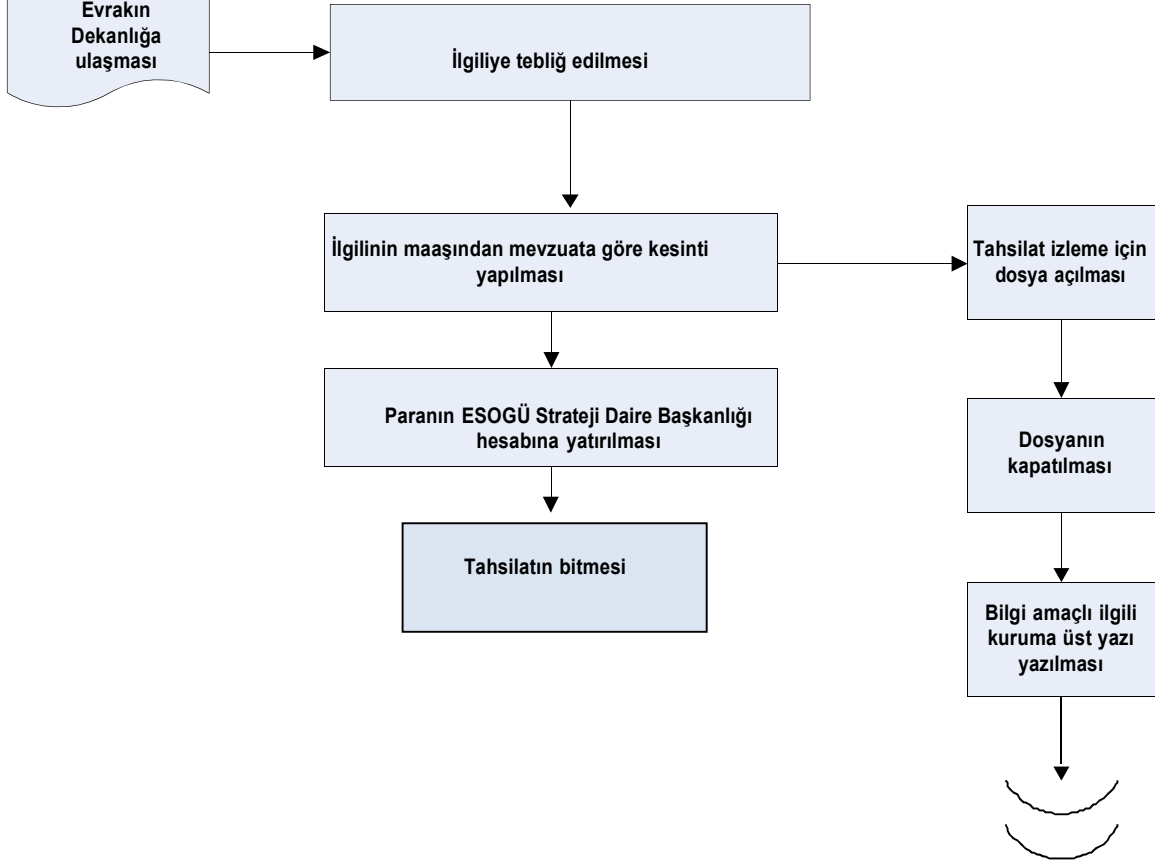 Evrakın
Dekanlığa
ulaşması
İlgiliye tebliğ edilmesi
İlgilinin maaşından mevzuata göre kesinti
yapılması
Tahsilat izleme için
dosya açılması
Paranın ESOGÜ Strateji Daire Başkanlığı
hesabına yatırılması
Dosyanın
kapatılması
Tahsilatın bitmesi
Bilgi amaçlı ilgili
kuruma üst yazı
yazılması